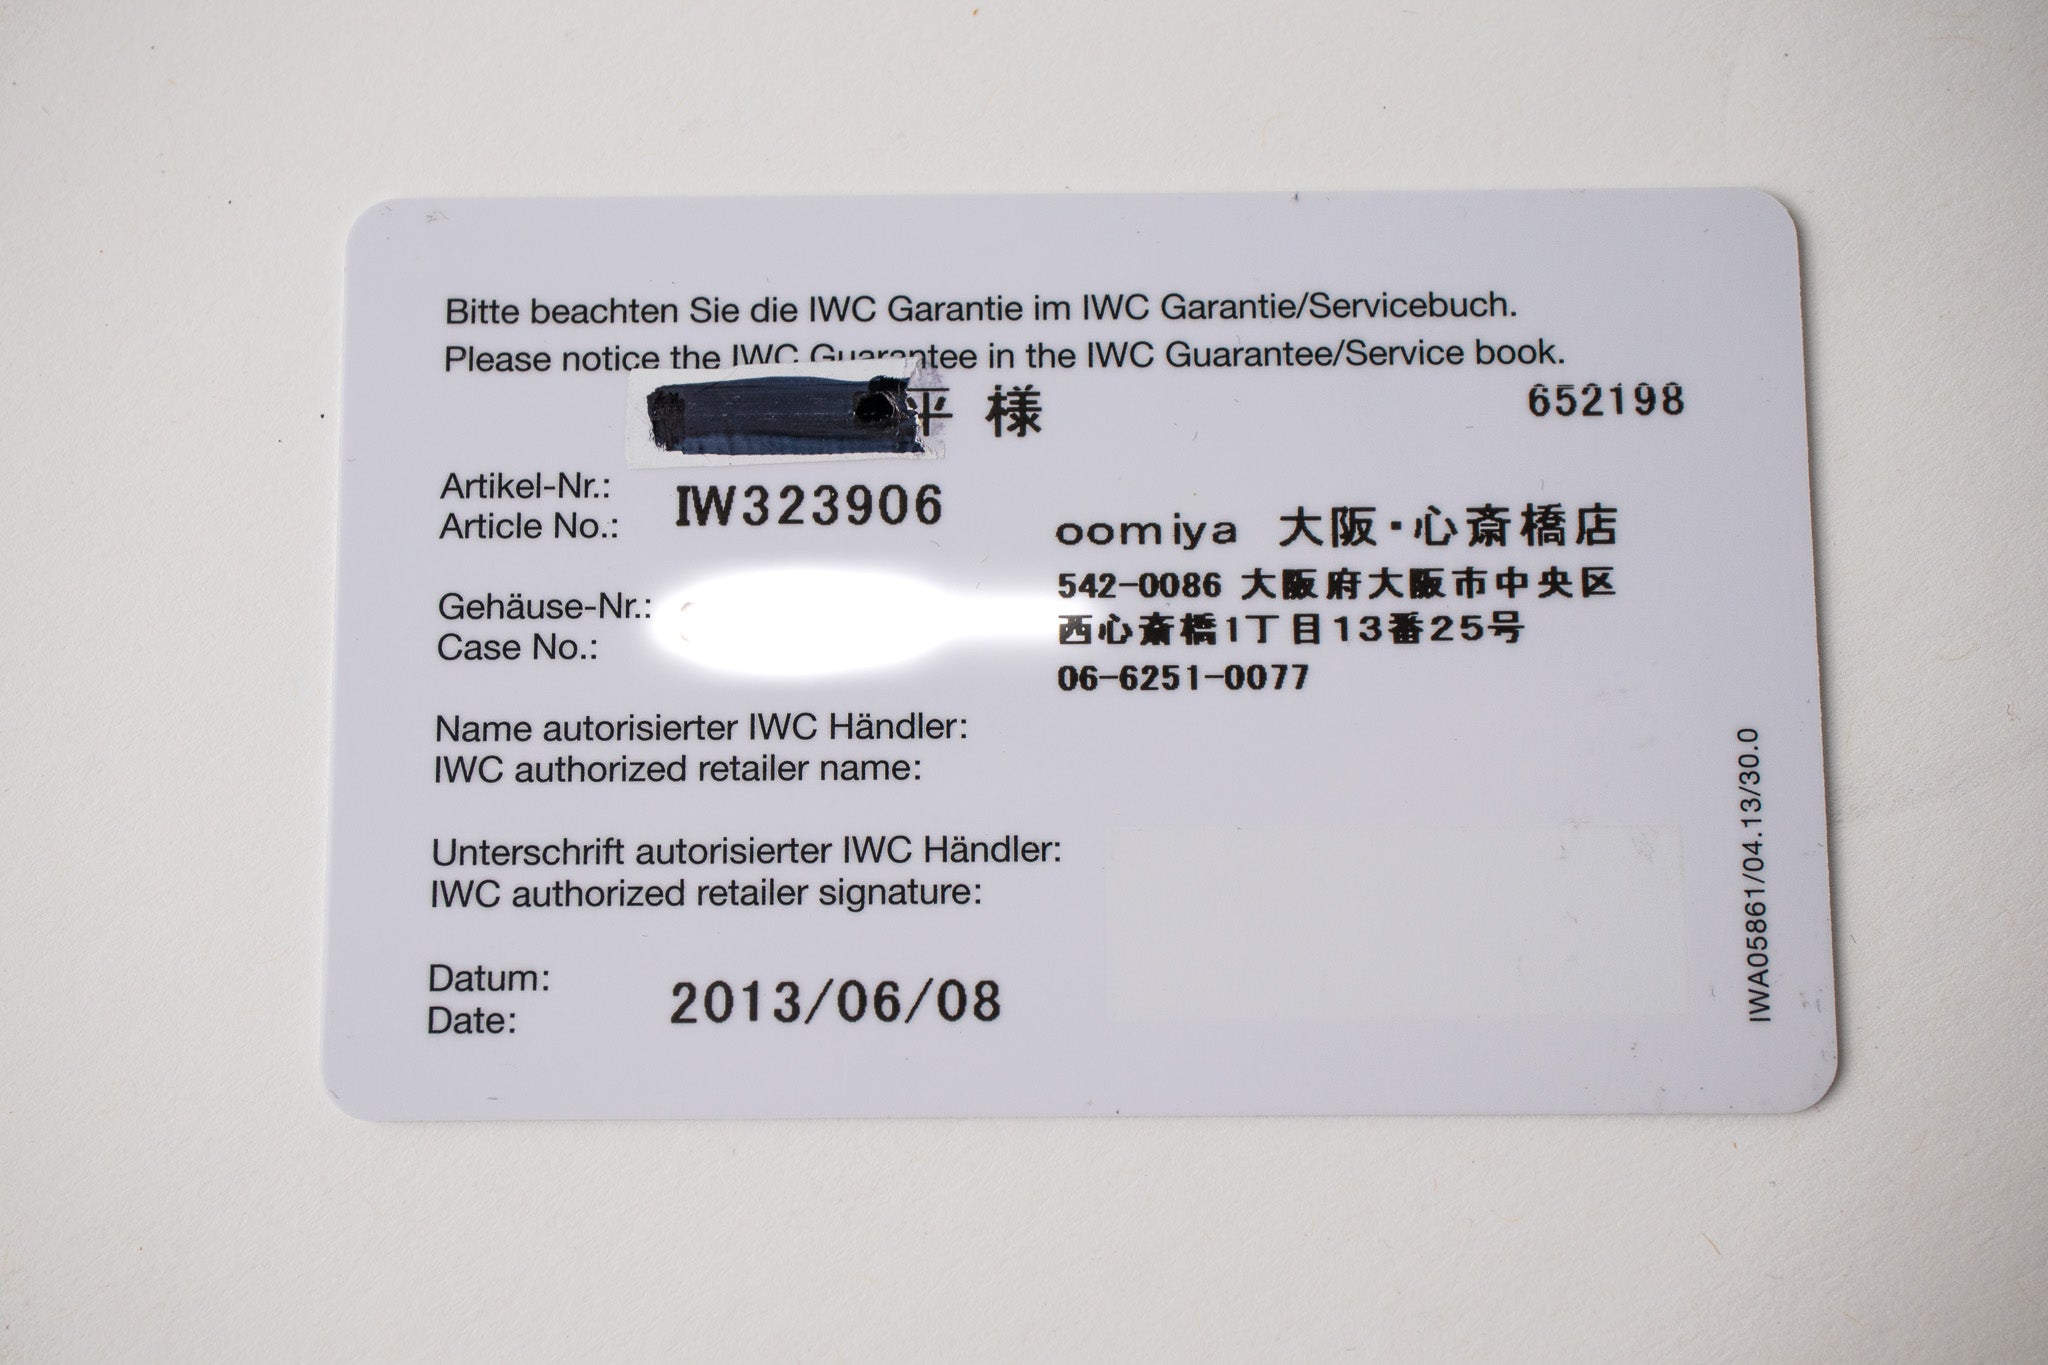 Bitte beachten Sie die IWC Garantie im IWC Garantie/Servicebuch.
Please notice the IWC Guarantee in the IWC Guarantee/Service book.
平 様
652198
Artikel-Nr.:
Article No.:
IW323906
oomiya 大阪・心斎橋店
542-0086 大阪府大阪市中央区
西心斎橋1丁目13番25号
06-6251-0077
Gehäuse-Nr.:
Case No.:
Name autorisierter IWC Händler:
IWC authorized retailer name:
Unterschrift autorisierter IWC Händler:
IWC authorized retailer signature:
Datum:
Date:
2013/06/08
IWA05861/04.13/30.0